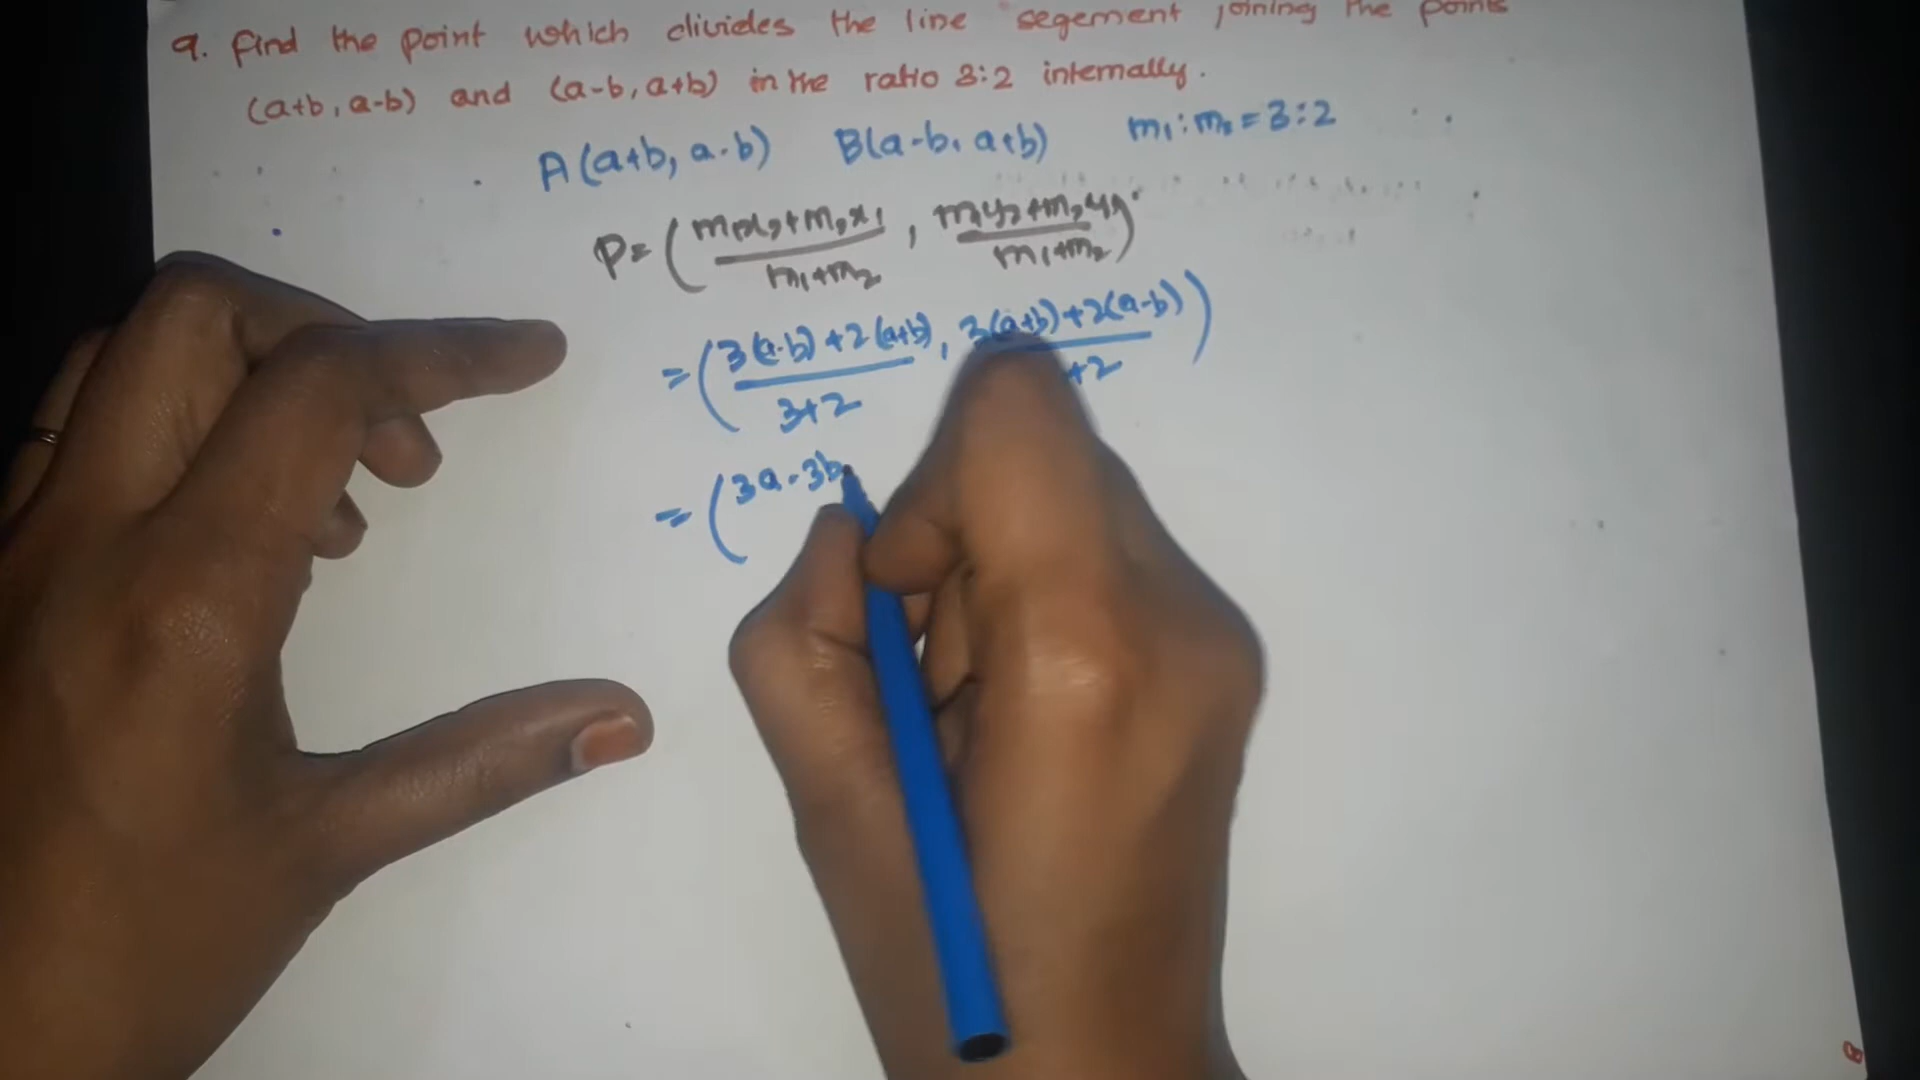 9. Find the point which divides the line segement joining the points
(a+b, a-b) and (a-b, a+b) in the ratio 3:2 internally.
A(a+b, a-b) B(a-b, a+b) m₁:m₂=3:2
P= ( m₁x₂+m₂x₁ / m₁+m₂ , m₁y₂+m₂y₁ / m₁+m₂ )
= ( 3(a-b)+2(a+b) / 3+2 , 3(a+b)+2(a-b) / +2 )
= ( 3a-3b